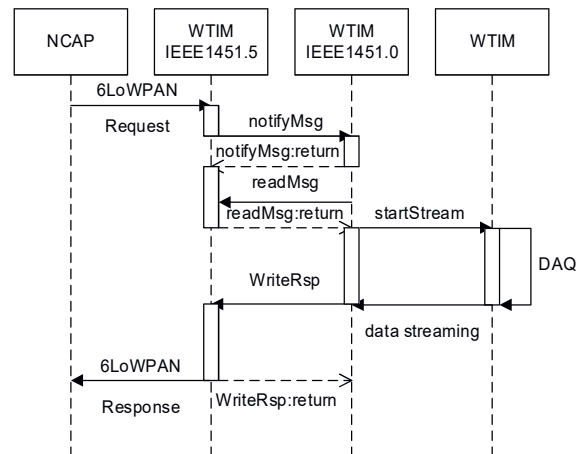 NCAP
WTIM
IEEE1451.5
WTIM
IEEE1451.0
WTIM
6LoWPAN
Request
notifyMsg
notifyMsg:return
readMsg
readMsg:return
startStream
DAQ
WriteRsp
data streaming
6LoWPAN
Response
WriteRsp:return